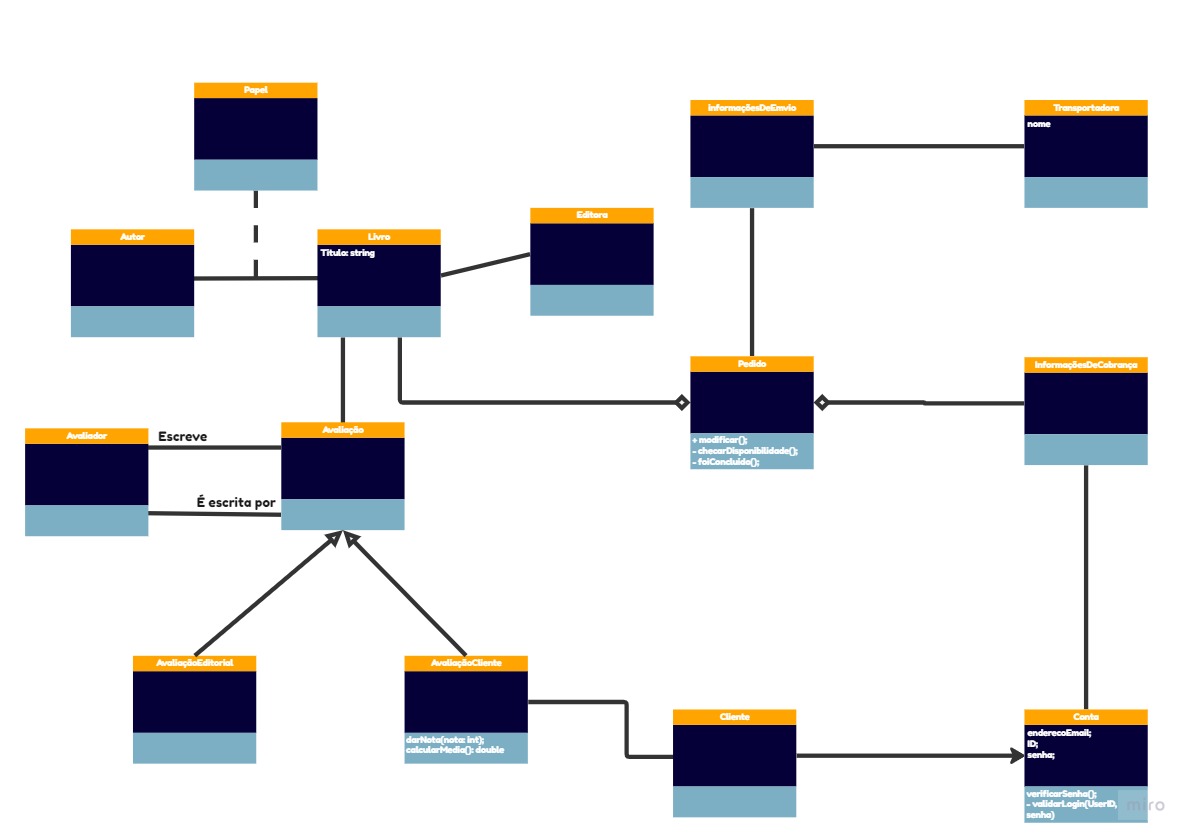 Papel
InformaçõesDeEnvio
Transportadora
nome
Autor
Livro
Titulo: string
Editora
Pedido
+ modificar();
- checarDisponibilidade();
- foiConcluido();
InformaçõesDeCobrança
Avaliador
Escreve
É escrita por
Avaliação
AvaliaçãoEditorial
AvaliaçãoCliente
darNota(nota: int);
calcularMedia(): double
Cliente
Conta
enderecoEmail;
ID;
senha;
verificarSenha();
- validarLogin(UserID,
senha)
miro